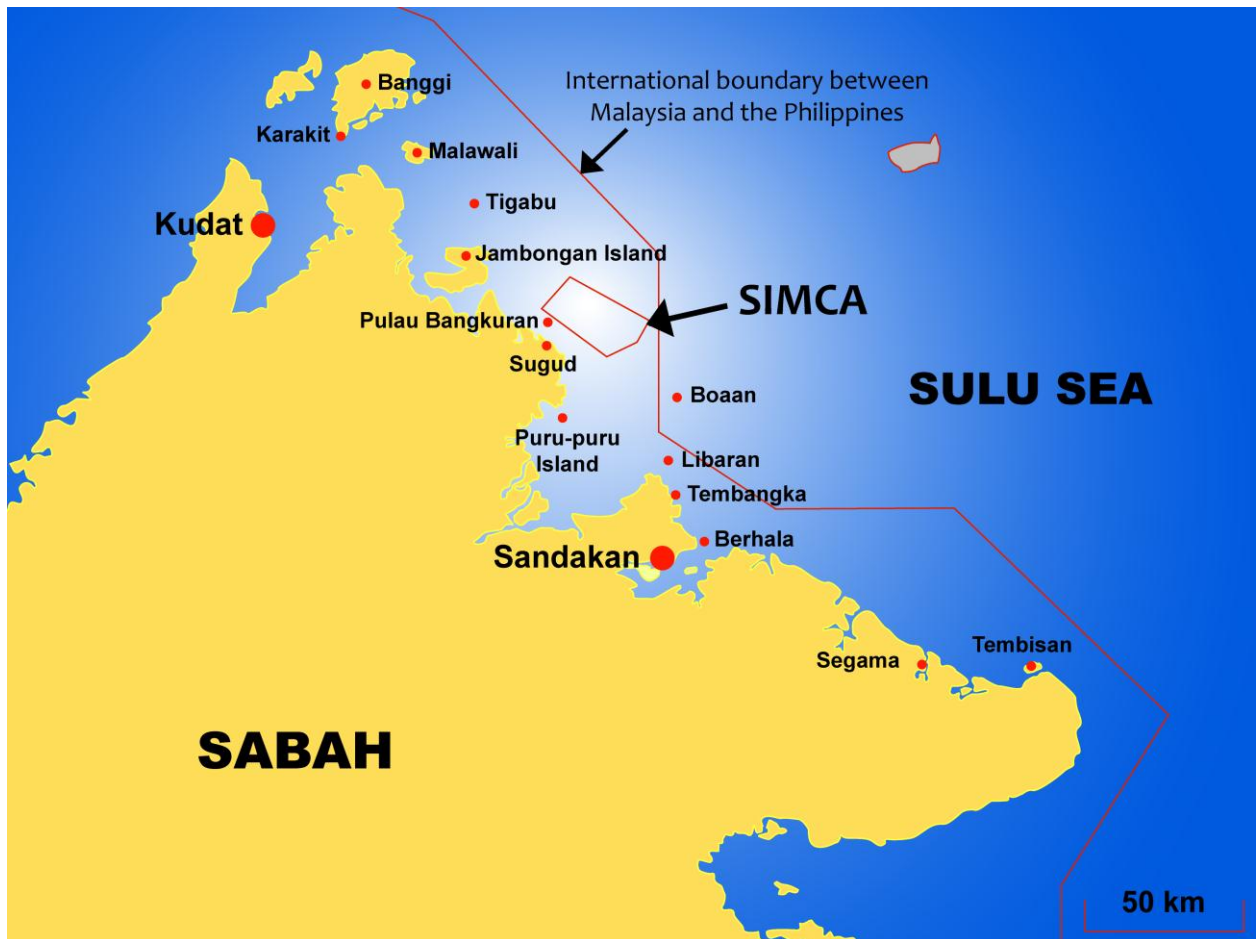 International boundary between
Malaysia and the Philippines
Banggi
Karakit
Malawali
Tigabu
Kudat
Jambongan Island
SIMCA
Pulau Bangkuran
Sugud
SULU SEA
Boaan
Puru-puru
Island
Libaran
Tembangka
Berhala
Sandakan
Tembisan
Segama
SABAH
50 km